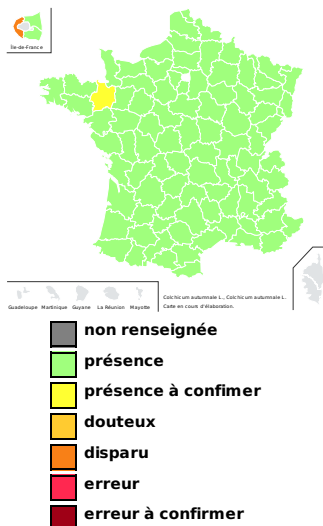 Île-de-France
Guadeloupe Martinique Guyane La Réunion Mayotte
Colchicum autumnale L., Colchicum autumnale L.
Carte en cours d'élaboration.
non renseignée
présence
présence à confimer
douteux
disparu
erreur
erreur à confirmer